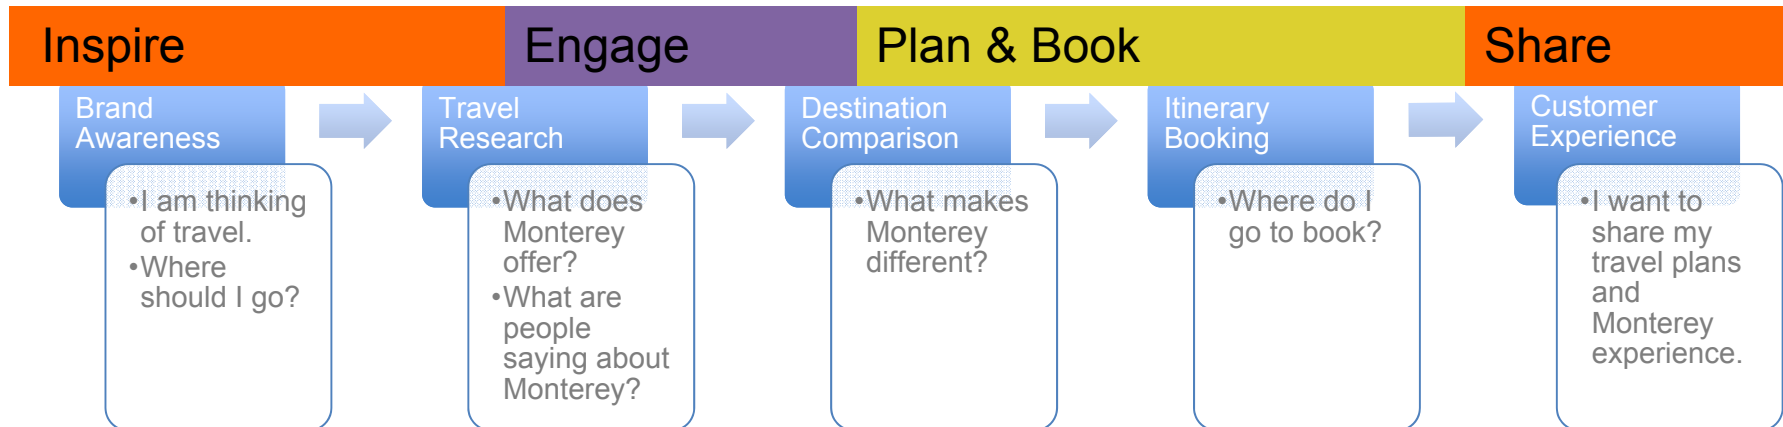 Inspire
Engage
Plan & Book
Share
Brand
Awareness
•I am thinking
of travel.
•Where
should I go?
Travel
Research
•What does
Monterey
offer?
•What are
people
saying about
Monterey?
Destination
Comparison
•What makes
Monterey
different?
Itinerary
Booking
•Where do I
go to book?
Customer
Experience
•I want to
share my
travel plans
and
Monterey
experience.